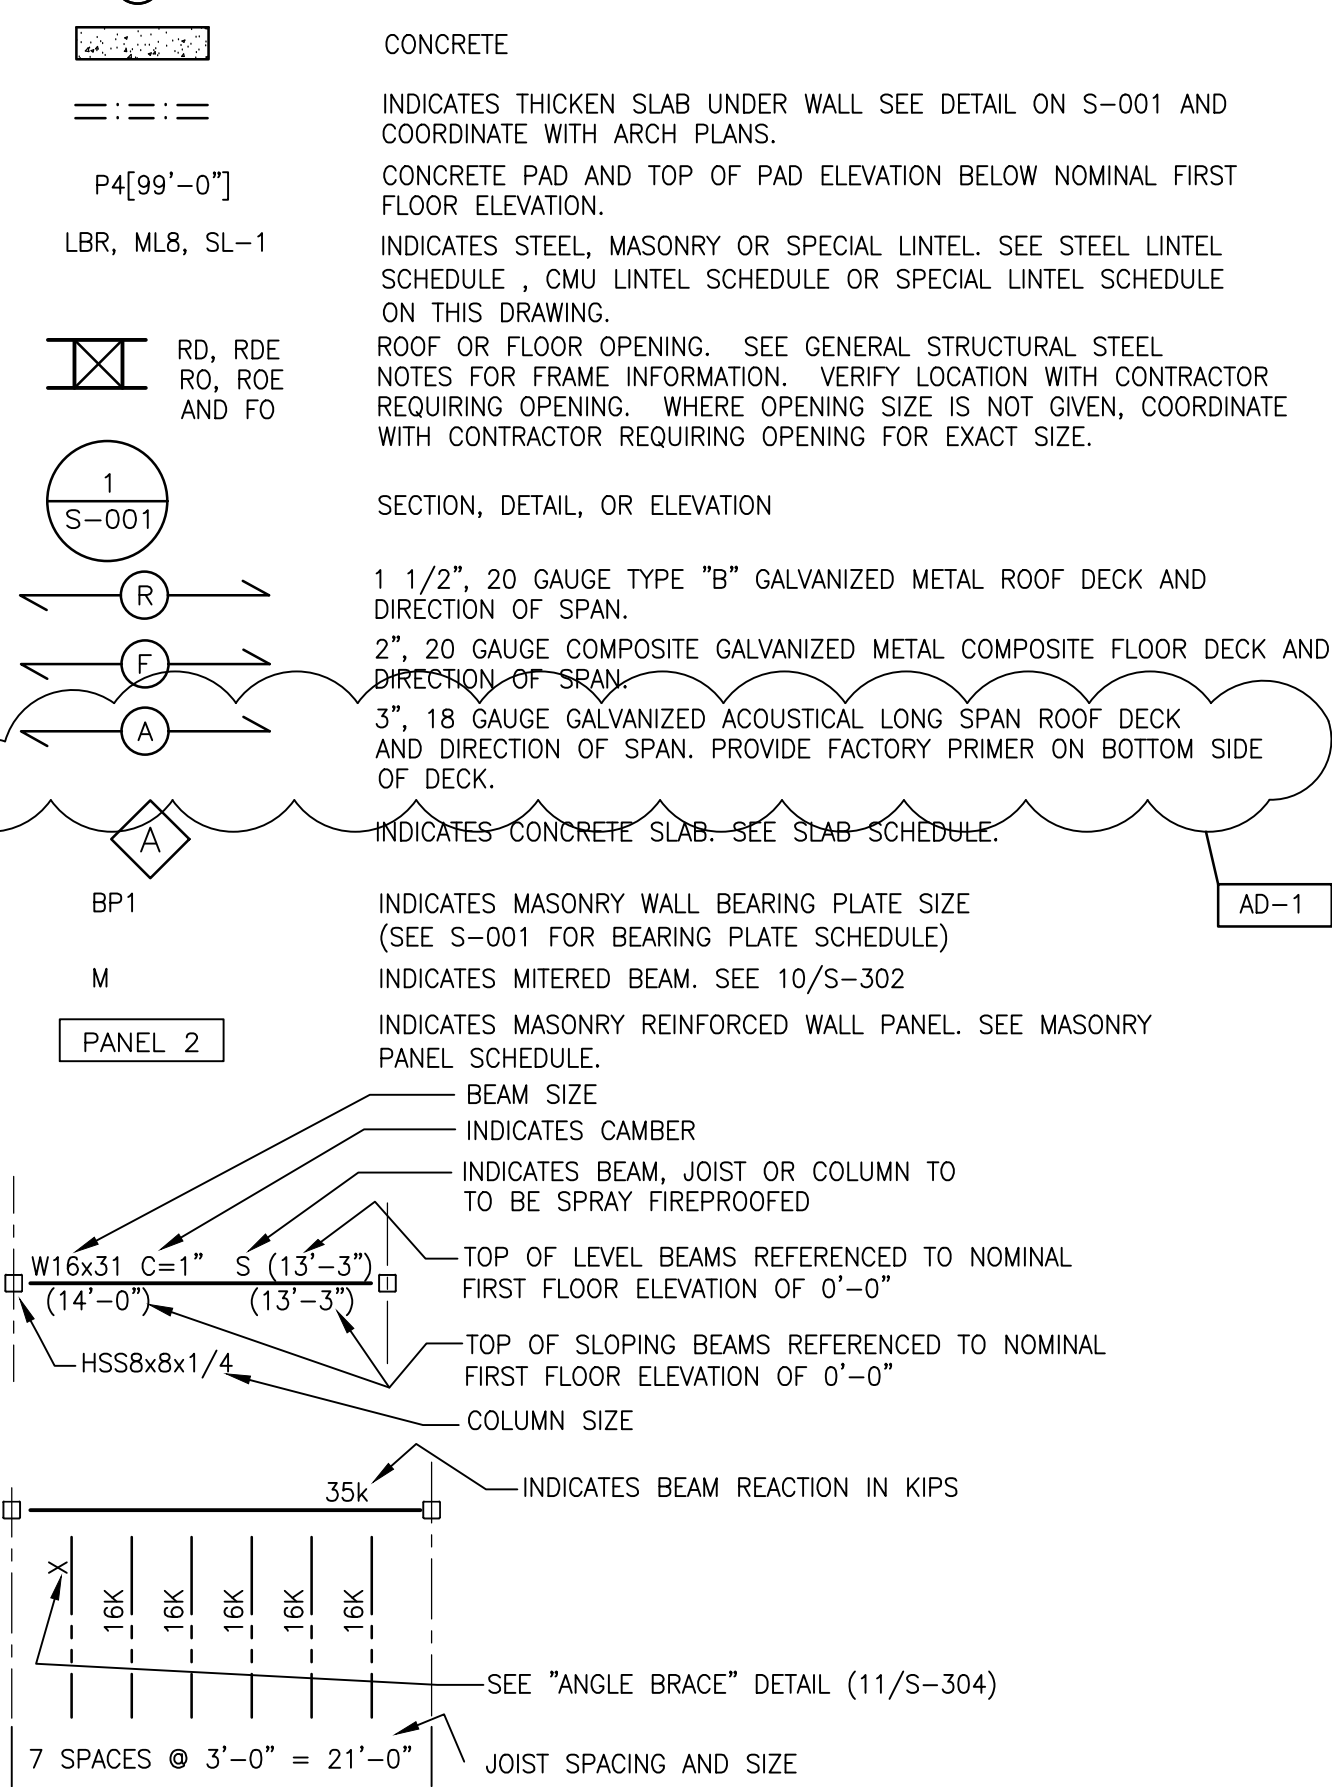 CONCRETE
INDICATES THICKEN SLAB UNDER WALL SEE DETAIL ON S-001 AND
COORDINATE WITH ARCH PLANS.
P4[99'-0"]
CONCRETE PAD AND TOP OF PAD ELEVATION BELOW NOMINAL FIRST
FLOOR ELEVATION.
LBR, ML8, SL-1
INDICATES STEEL, MASONRY OR SPECIAL LINTEL. SEE STEEL LINTEL
SCHEDULE , CMU LINTEL SCHEDULE OR SPECIAL LINTEL SCHEDULE
ON THIS DRAWING.
RD, RDE
RO, ROE
AND FO
ROOF OR FLOOR OPENING. SEE GENERAL STRUCTURAL STEEL
NOTES FOR FRAME INFORMATION. VERIFY LOCATION WITH CONTRACTOR
REQUIRING OPENING. WHERE OPENING SIZE IS NOT GIVEN, COORDINATE
WITH CONTRACTOR REQUIRING OPENING FOR EXACT SIZE.
1
S-001
SECTION, DETAIL, OR ELEVATION
R
1 1/2", 20 GAUGE TYPE "B" GALVANIZED METAL ROOF DECK AND
DIRECTION OF SPAN.
F
2", 20 GAUGE COMPOSITE GALVANIZED METAL COMPOSITE FLOOR DECK AND
DIRECTION OF SPAN.
A
3", 18 GAUGE GALVANIZED ACOUSTICAL LONG SPAN ROOF DECK
AND DIRECTION OF SPAN. PROVIDE FACTORY PRIMER ON BOTTOM SIDE
OF DECK.
A
INDICATES CONCRETE SLAB. SEE SLAB SCHEDULE.
AD-1
BP1
INDICATES MASONRY WALL BEARING PLATE SIZE
(SEE S-001 FOR BEARING PLATE SCHEDULE)
M
INDICATES MITERED BEAM. SEE 10/S-302
PANEL 2
INDICATES MASONRY REINFORCED WALL PANEL. SEE MASONRY
PANEL SCHEDULE.
BEAM SIZE
INDICATES CAMBER
INDICATES BEAM, JOIST OR COLUMN TO
TO BE SPRAY FIREPROOFED
W16x31 C=1" S (13'-3")
(14'-0") (13'-3")
TOP OF LEVEL BEAMS REFERENCED TO NOMINAL
FIRST FLOOR ELEVATION OF 0'-0"
TOP OF SLOPING BEAMS REFERENCED TO NOMINAL
FIRST FLOOR ELEVATION OF 0'-0"
HSS8x8x1/4
COLUMN SIZE
35k
INDICATES BEAM REACTION IN KIPS
X
16K
16K
16K
16K
16K
SEE "ANGLE BRACE" DETAIL (11/S-304)
7 SPACES @ 3'-0" = 21'-0"
JOIST SPACING AND SIZE